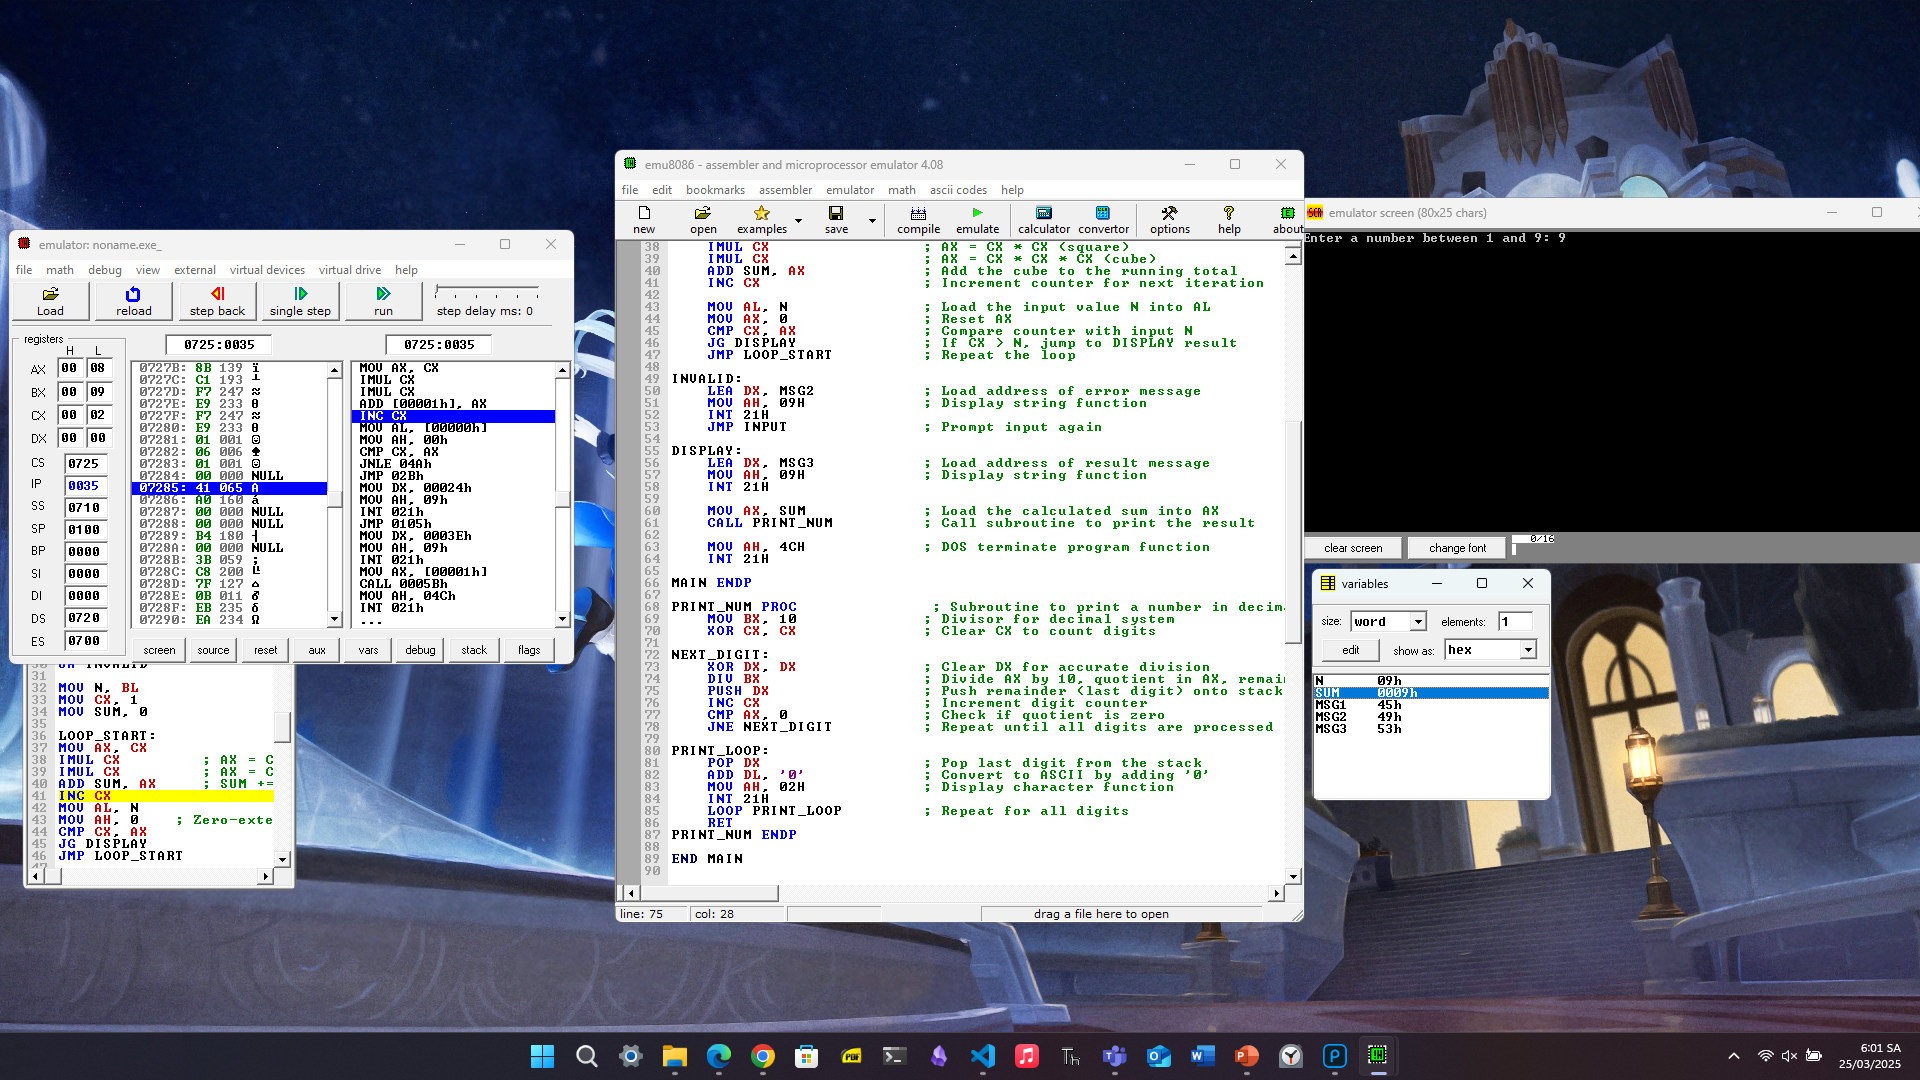 emu8086 - assembler and microprocessor emulator 4.08
file edit bookmarks assembler emulator math ascii codes help
new open examples save compile emulate calculator convertor options help about
38 IMUL CX ; AX = CX * CX (square)
39 IMUL CX ; AX = CX * CX * CX (cube)
40 ADD SUM, AX ; Add the cube to the running total
41 INC CX ; Increment counter for next iteration
42
43 MOV AL, N ; Load the input value N into AL
44 MOV AX, 0 ; Reset AX
45 CMP CX, AX ; Compare counter with input N
46 JG DISPLAY ; If CX > N, jump to DISPLAY result
47 JMP LOOP_START ; Repeat the loop
48
49 INVALID:
50 LEA DX, MSG2 ; Load address of error message
51 MOV AH, 09H ; Display string function
52 INT 21H
53 JMP INPUT ; Prompt input again
54
55 DISPLAY:
56 LEA DX, MSG3 ; Load address of result message
57 MOV AH, 09H ; Display string function
58 INT 21H
59
60 MOV AX, SUM ; Load the calculated sum into AX
61 CALL PRINT_NUM ; Call subroutine to print the result
62
63 MOV AH, 4CH ; DOS terminate program function
64 INT 21H
65
66 MAIN ENDP
67
68 PRINT_NUM PROC ; Subroutine to print a number in decim
69 MOV BX, 10 ; Divisor for decimal system
70 XOR CX, CX ; Clear CX to count digits
71
72 NEXT_DIGIT:
73 XOR DX, DX ; Clear DX for accurate division
74 DIV BX ; Divide AX by 10, quotient in AX, remai
75 PUSH DX ; Push remainder (last digit) onto stack
76 INC CX ; Increment digit counter
77 CMP AX, 0 ; Check if quotient is zero
78 JNE NEXT_DIGIT ; Repeat until all digits are processed
79
80 PRINT_LOOP:
81 POP DX ; Pop last digit from the stack
82 ADD DL, '0' ; Convert to ASCII by adding '0'
83 MOV AH, 02H ; Display character function
84 INT 21H
85 LOOP PRINT_LOOP ; Repeat for all digits
86 RET
87 PRINT_NUM ENDP
88
89 END MAIN
90
line: 75 col: 28 drag a file here to open
emulator: noname.exe_
file math debug view external virtual devices virtual drive help
Load reload step back single step run step delay ms: 0
registers
H L
AX 00 08
BX 00 09
CX 00 02
DX 00 00
CS 0725
IP 0035
SS 0710
SP 0100
BP 0000
SI 0000
DI 0000
DS 0720
ES 0700
0725:0035
0727B: 8B 139 ï
0727C: C1 193 ┴
0727D: F7 247 ≈
0727E: E9 233 θ
0727F: F7 247 ≈
07280: E9 233 θ
07281: 01 001 ☺
07282: 06 006 ♠
07283: 01 001 ☺
07284: 00 000 NULL
07285: 41 065 A
07286: A0 160 á
07287: 00 000 NULL
07288: 00 000 NULL
07289: B4 180 ┤
0728A: 00 000 NULL
0728B: 3B 059 ;
0728C: C8 200 ╚
0728D: 7F 127 ⌂
0728E: 0B 011 ♂
0728F: EB 235 δ
07290: EA 234 Ω
0725:0035
MOV AX, CX
IMUL CX
IMUL CX
ADD [00001h], AX
INC CX
MOV AL, [00000h]
MOV AH, 00h
CMP CX, AX
JNLE 04Ah
JMP 02Bh
MOV DX, 00024h
MOV AH, 09h
INT 021h
JMP 0105h
MOV DX, 0003Eh
MOV AH, 09h
INT 021h
MOV AX, [00001h]
CALL 0005Bh
MOV AH, 04Ch
INT 021h
...
screen source reset aux vars debug stack flags
31
32 MOV N, BL
33 MOV CX, 1
34 MOV SUM, 0
35
36 LOOP_START:
37 MOV AX, CX
38 IMUL CX ; AX = C
39 IMUL CX ; AX = C
40 ADD SUM, AX ; SUM +=
41 INC CX
42 MOV AL, N
43 MOV AH, 0 ; Zero-exte
44 CMP CX, AX
45 JG DISPLAY
46 JMP LOOP_START
emulator screen (80x25 chars)
Enter a number between 1 and 9: 9
clear screen change font 0/16
variables
size: word elements: 1
edit show as: hex
N 09h
SUM 0009h
MSG1 45h
MSG2 49h
MSG3 53h
6:01 SA
25/03/2025